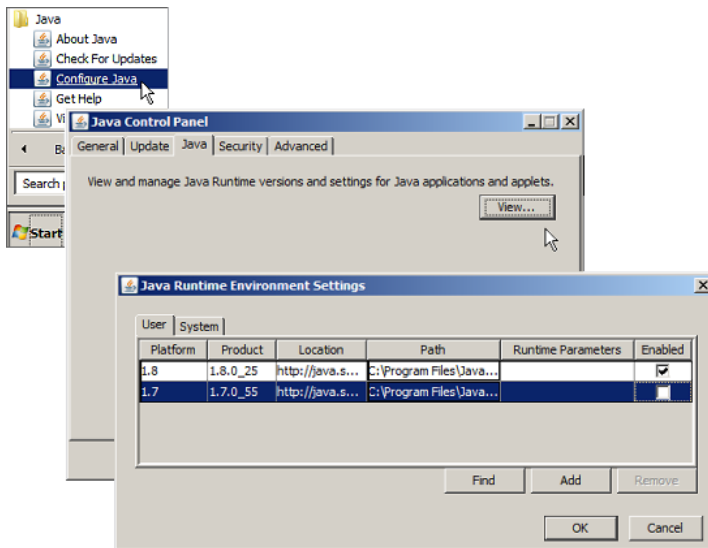 Java
About Java
Check For Updates
Configure Java
Get Help
Java Control Panel
General Update Java Security Advanced
Search
View and manage Java Runtime versions and settings for Java applications and applets.
View...
Start
Java Runtime Environment Settings
User System
Platform Product Location Path Runtime Parameters Enabled
1.8 1.8.0_25 http://java.s... C:\Program Files\Java...
1.7 1.7.0_55 http://java.s... C:\Program Files\Java...
Find Add Remove
OK Cancel